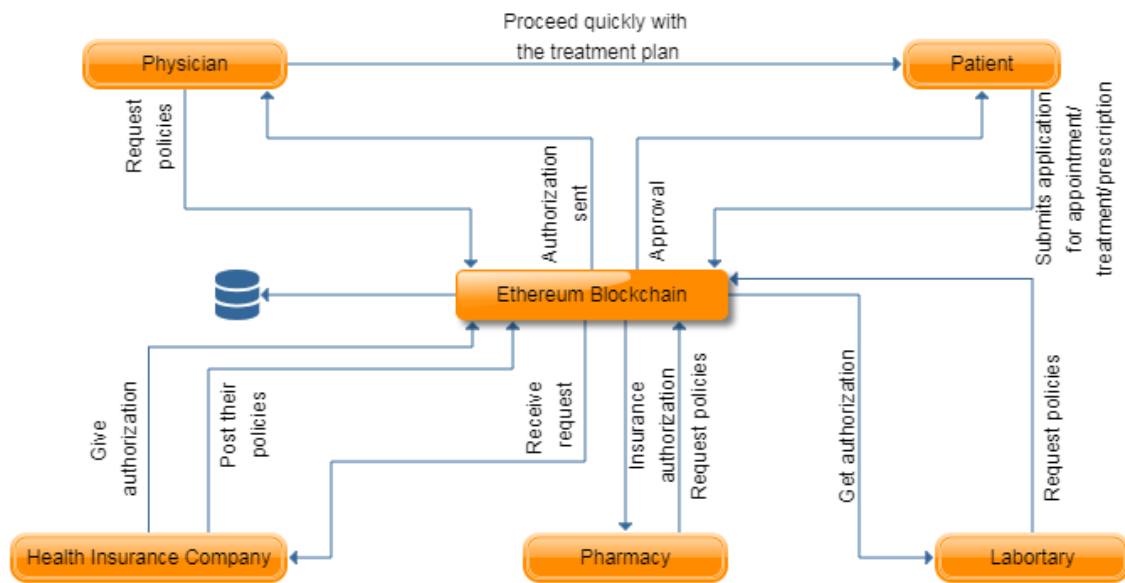 Proceed quickly with
the treatment plan
Physician
Patient
Request
policies
Authorization
sent
Approval
Submits application
for appointment/
treatment/prescription
Ethereum Blockchain
Give
authorization
Post their
policies
Receive
request
Insurance
authorization
Request policies
Get authorization
Request policies
Health Insurance Company
Pharmacy
Labortary